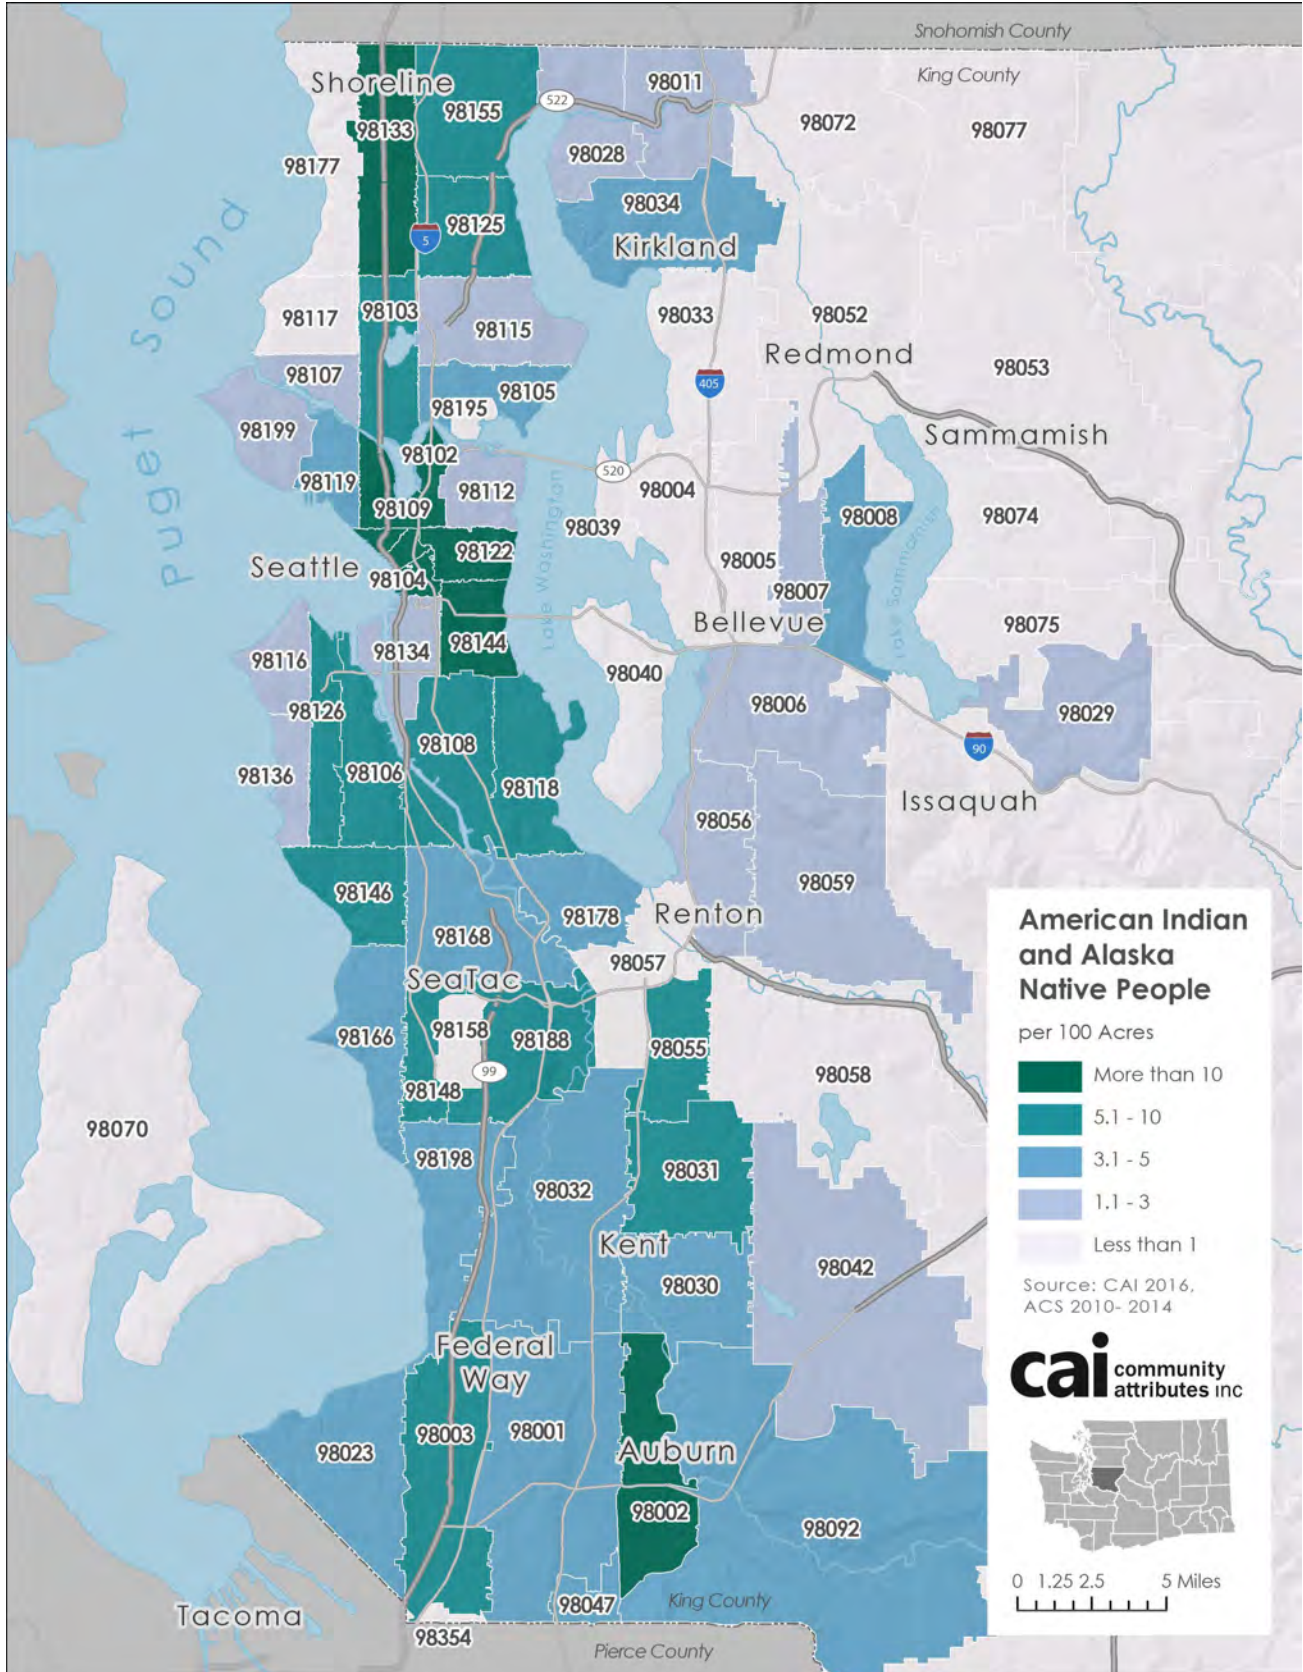 Snohomish County
King County
Shoreline
98011
98155
522
98133
98072
98077
98028
98177
98034
98125
5
Kirkland
Puget Sound
98103
98033
98052
98117
98115
Redmond
98053
98107
405
98105
98195
98199
Sammamish
98102
520
98119
98112
98004
98109
98039
98008
98074
98122
Lake Washington
98005
Seattle
98104
98007
Lake Sammamish
Bellevue
98075
98144
98134
98116
98040
98006
98126
98029
98108
90
98106
98136
98118
Issaquah
98056
98059
98146
Renton
98178
98168
98057
SeaTac
98158
98166
98188
98055
99
98058
98148
98070
98198
98031
98032
Kent
98042
98030
Federal
Way
98001
98003
98023
Auburn
98002
98092
King County
98047
Tacoma
98354
Pierce County
American Indian
and Alaska
Native People
per 100 Acres
More than 10
5.1 - 10
3.1 - 5
1.1 - 3
Less than 1
Source: CAI 2016,
ACS 2010- 2014
cai community
attributes inc
0 1.25 2.5 5 Miles